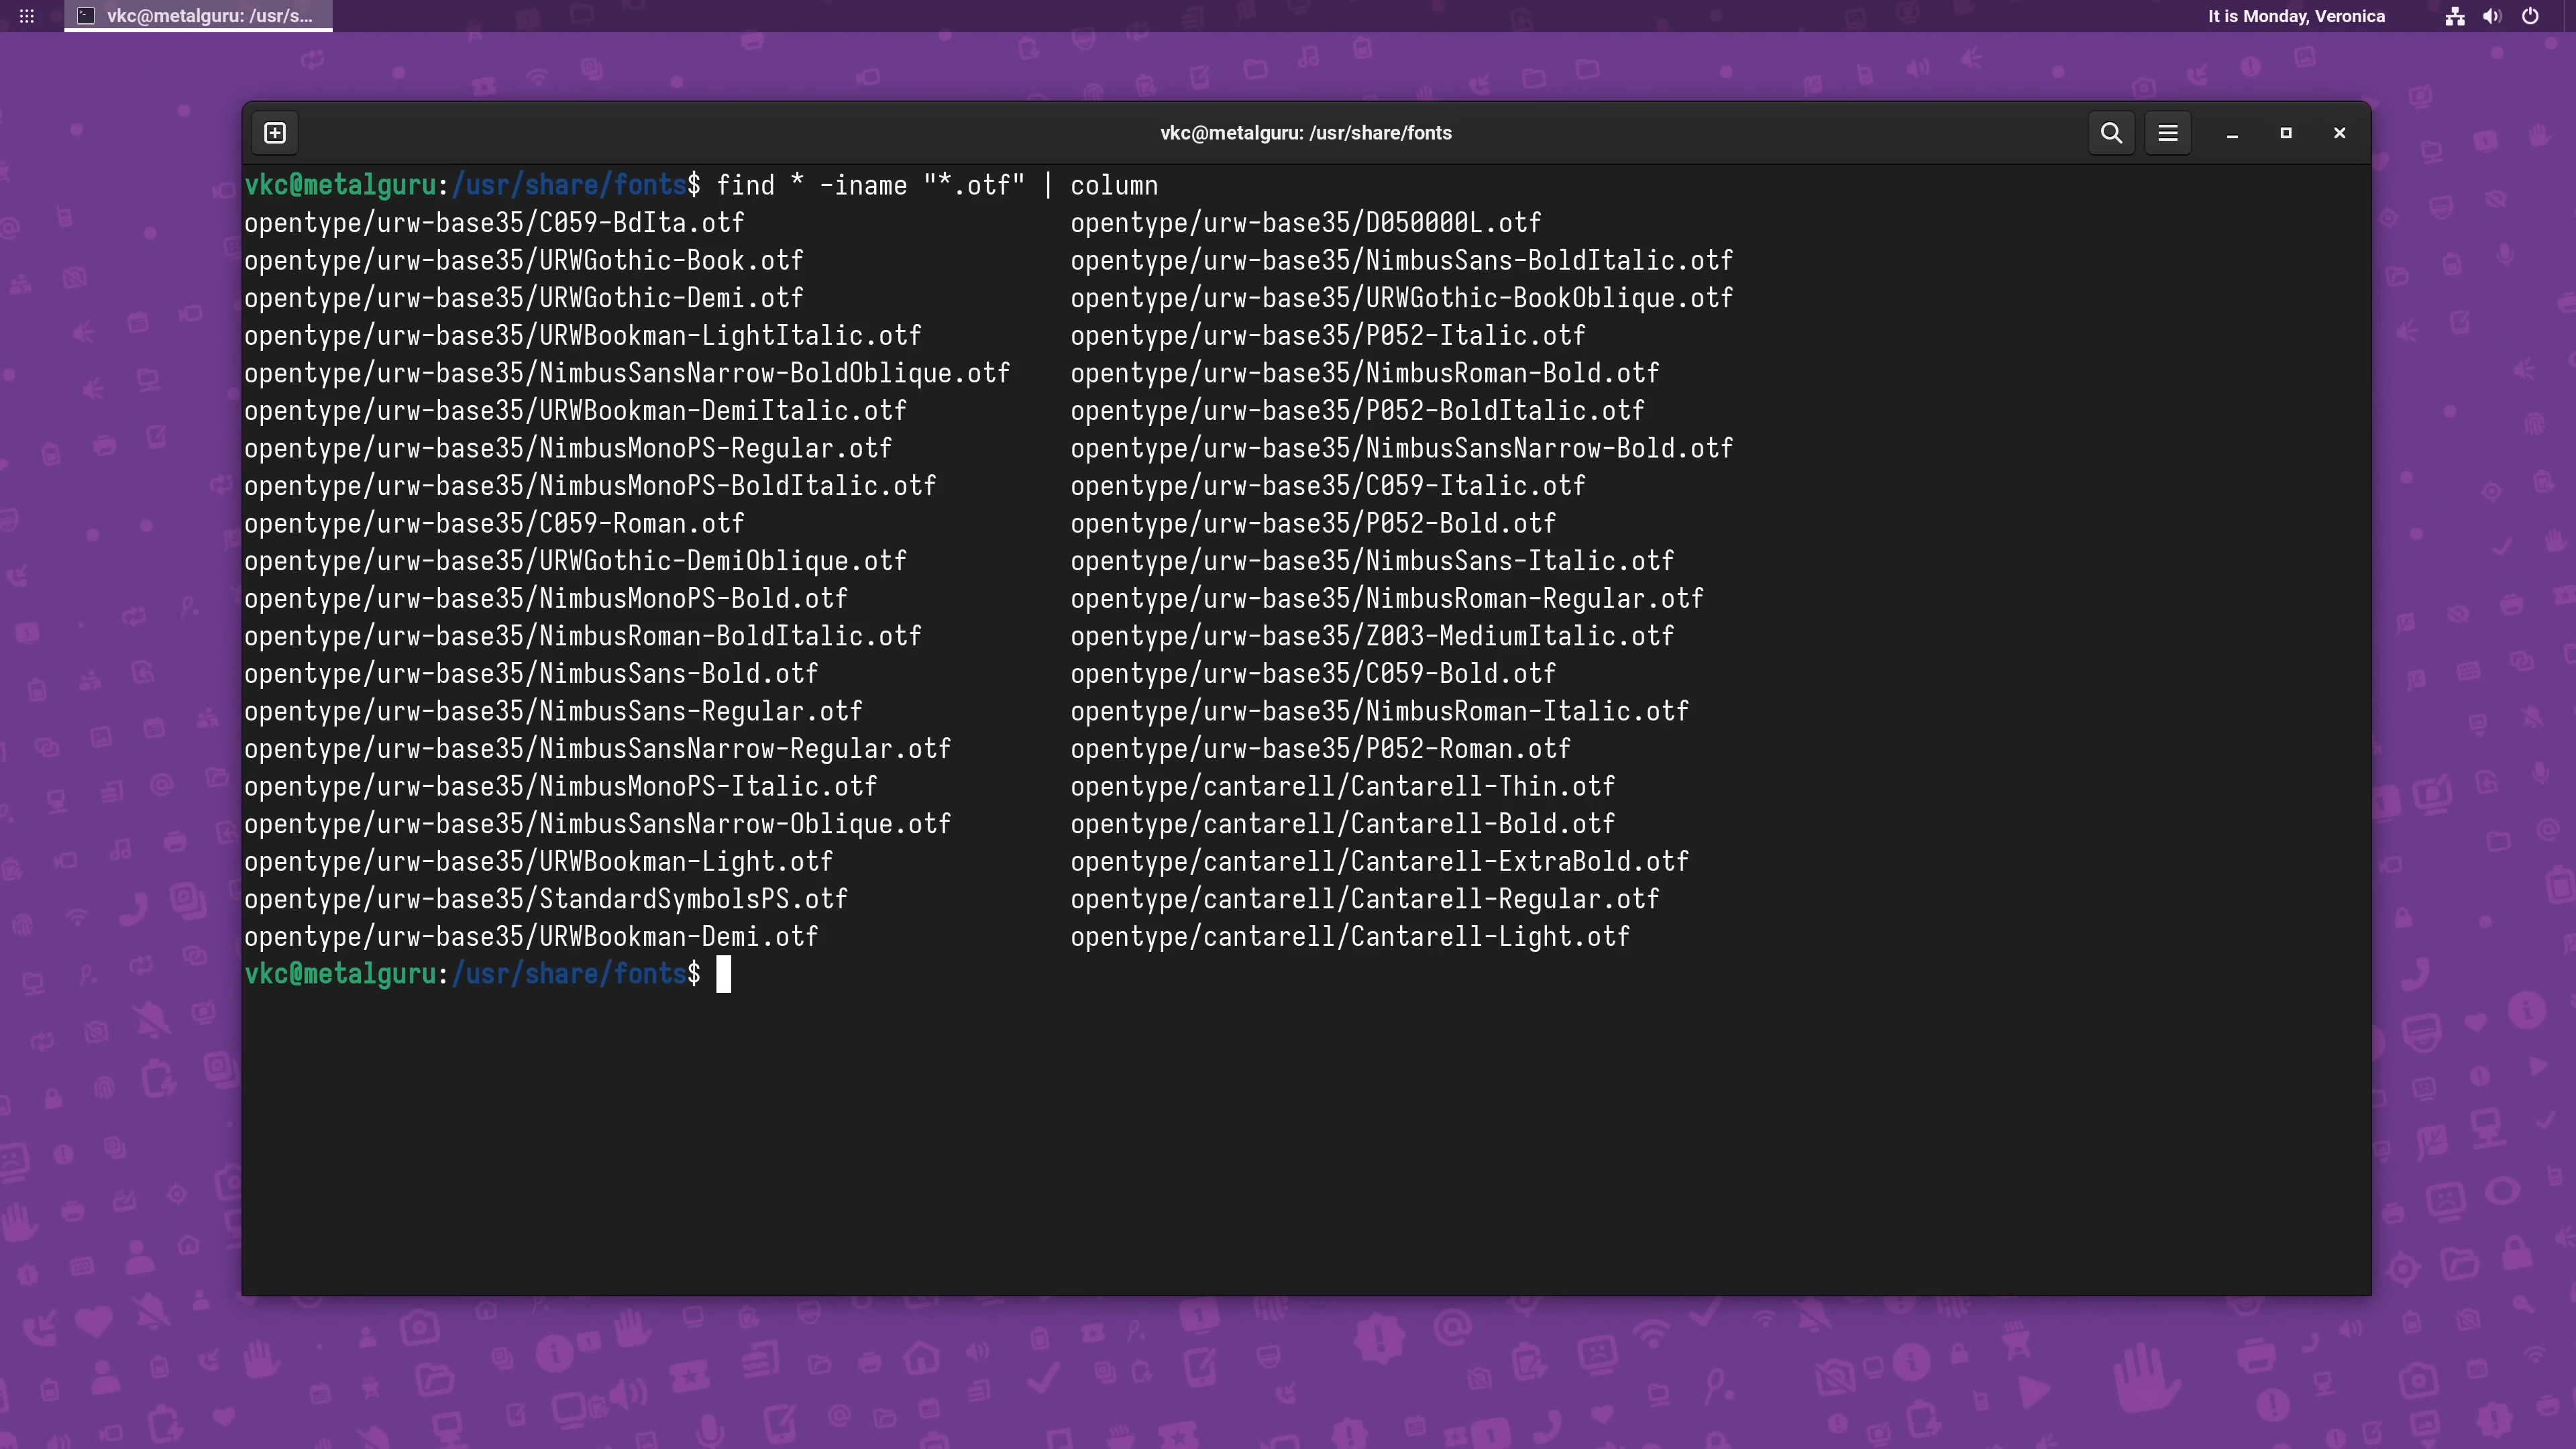 vkc@metalguru: /usr/s... It is Monday, Veronica
vkc@metalguru: /usr/share/fonts
vkc@metalguru:/usr/share/fonts$ find * -iname "*.otf" | column
opentype/urw-base35/C059-BdIta.otf opentype/urw-base35/D050000L.otf
opentype/urw-base35/URWGothic-Book.otf opentype/urw-base35/NimbusSans-BoldItalic.otf
opentype/urw-base35/URWGothic-Demi.otf opentype/urw-base35/URWGothic-BookOblique.otf
opentype/urw-base35/URWBookman-LightItalic.otf opentype/urw-base35/P052-Italic.otf
opentype/urw-base35/NimbusSansNarrow-BoldOblique.otf opentype/urw-base35/NimbusRoman-Bold.otf
opentype/urw-base35/URWBookman-DemiItalic.otf opentype/urw-base35/P052-BoldItalic.otf
opentype/urw-base35/NimbusMonoPS-Regular.otf opentype/urw-base35/NimbusSansNarrow-Bold.otf
opentype/urw-base35/NimbusMonoPS-BoldItalic.otf opentype/urw-base35/C059-Italic.otf
opentype/urw-base35/C059-Roman.otf opentype/urw-base35/P052-Bold.otf
opentype/urw-base35/URWGothic-DemiOblique.otf opentype/urw-base35/NimbusSans-Italic.otf
opentype/urw-base35/NimbusMonoPS-Bold.otf opentype/urw-base35/NimbusRoman-Regular.otf
opentype/urw-base35/NimbusRoman-BoldItalic.otf opentype/urw-base35/Z003-MediumItalic.otf
opentype/urw-base35/NimbusSans-Bold.otf opentype/urw-base35/C059-Bold.otf
opentype/urw-base35/NimbusSans-Regular.otf opentype/urw-base35/NimbusRoman-Italic.otf
opentype/urw-base35/NimbusSansNarrow-Regular.otf opentype/urw-base35/P052-Roman.otf
opentype/urw-base35/NimbusMonoPS-Italic.otf opentype/cantarell/Cantarell-Thin.otf
opentype/urw-base35/NimbusSansNarrow-Oblique.otf opentype/cantarell/Cantarell-Bold.otf
opentype/urw-base35/URWBookman-Light.otf opentype/cantarell/Cantarell-ExtraBold.otf
opentype/urw-base35/StandardSymbolsPS.otf opentype/cantarell/Cantarell-Regular.otf
opentype/urw-base35/URWBookman-Demi.otf opentype/cantarell/Cantarell-Light.otf
vkc@metalguru:/usr/share/fonts$